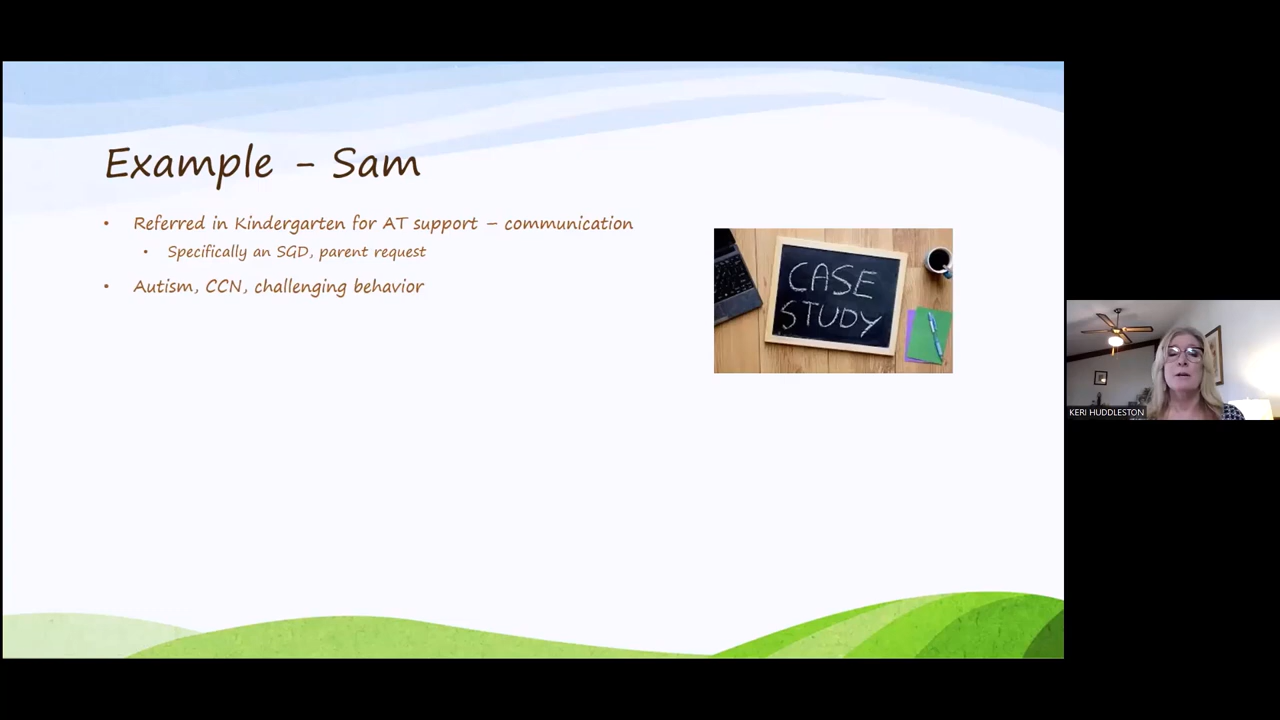 Example - Sam
• Referred in Kindergarten for AT support – communication
• Specifically an SGD, parent request
• Autism, CCN, challenging behavior
CASE
STUDY
KERI HUDDLESTON